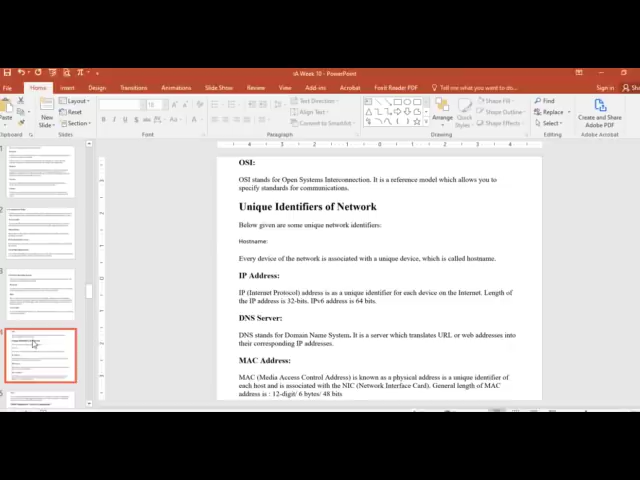 IA-Week 10 - PowerPoint
File Home Insert Design Transitions Animations Slide Show Review View Add-ins Acrobat Foxit Reader PDF Tell me what you want to do... Sign in
Paste New Slide Layout Reset Section Text Direction Align Text Convert to SmartArt Arrange Quick Styles Shape Fill Shape Outline Shape Effects Find Replace Select Create and Share Adobe PDF
Clipboard Slides Font Paragraph Drawing Editing Adobe Acrobat
OSI:
OSI stands for Open Systems Interconnection. It is a reference model which allows you to
specify standards for communications.
Unique Identifiers of Network
Below given are some unique network identifiers:
Hostname:
Every device of the network is associated with a unique device, which is called hostname.
IP Address:
IP (Internet Protocol) address is as a unique identifier for each device on the Internet. Length of
the IP address is 32-bits. IPv6 address is 64 bits.
DNS Server:
DNS stands for Domain Name System. It is a server which translates URL or web addresses into
their corresponding IP addresses.
MAC Address:
MAC (Media Access Control Address) is known as a physical address is a unique identifier of
each host and is associated with the NIC (Network Interface Card). General length of MAC
address is : 12-digit/ 6 bytes/ 48 bits